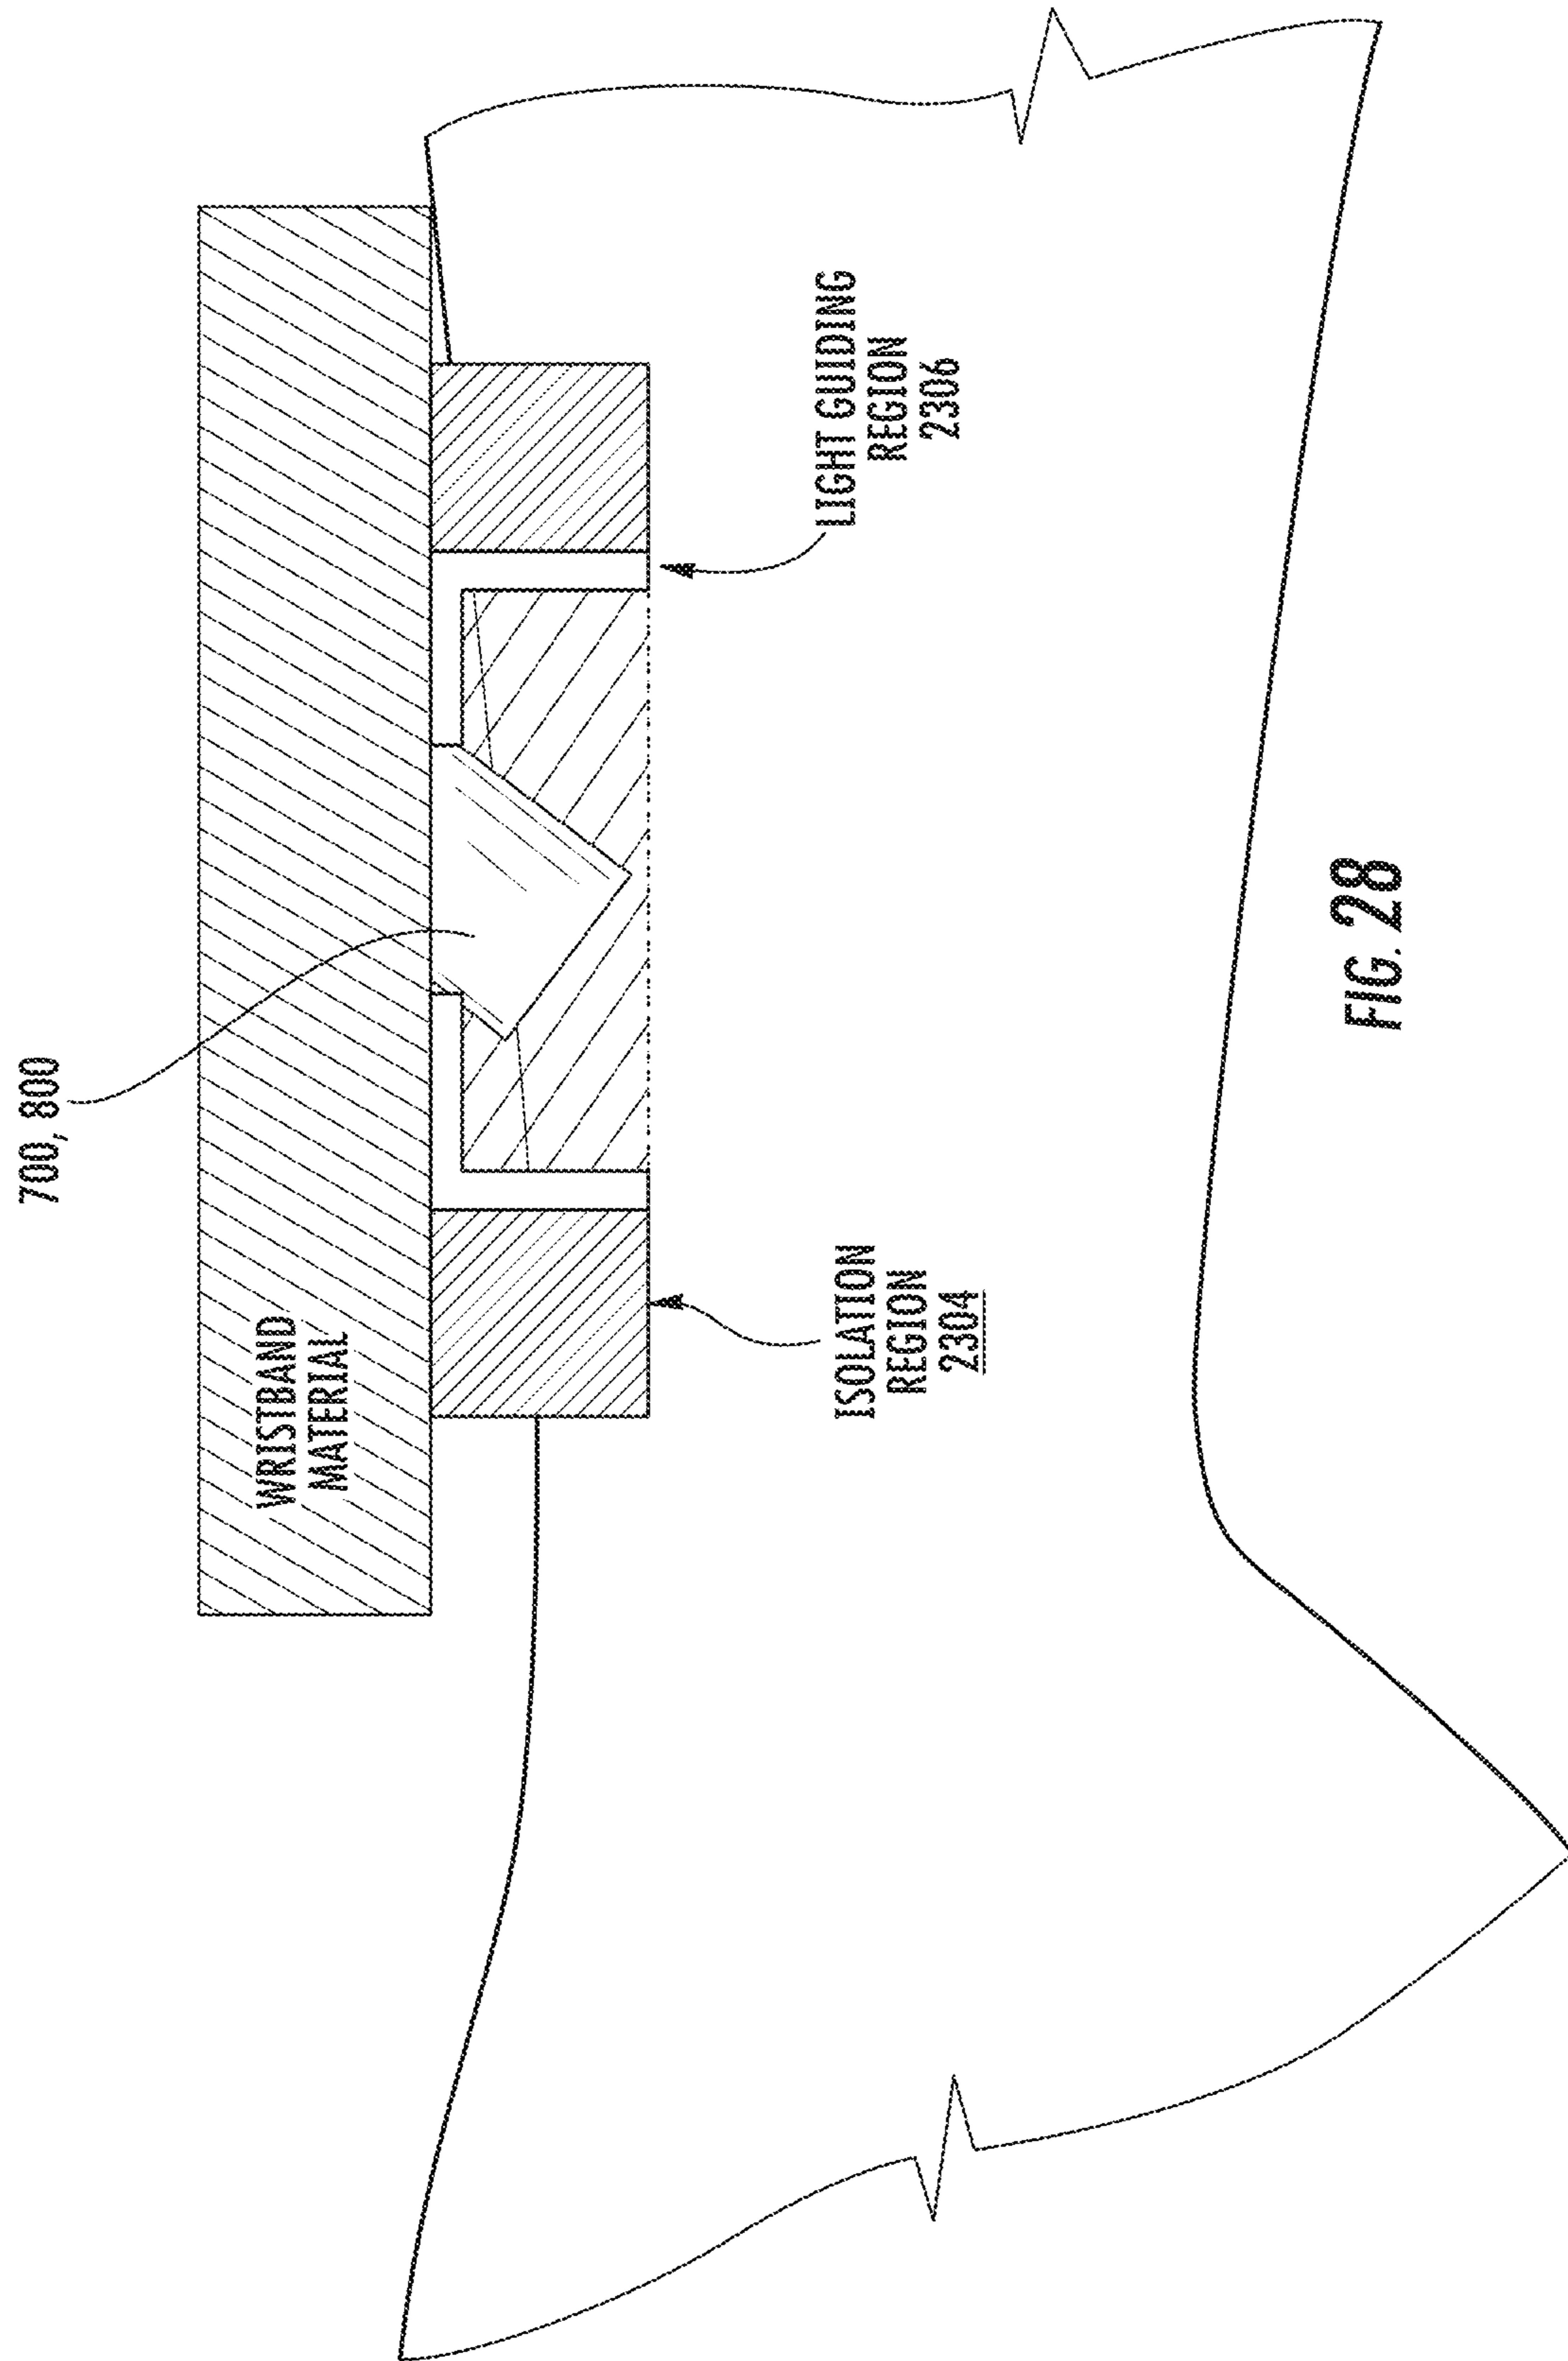 700, 800
WRISTBAND
MATERIAL
ISOLATION
REGION
2304
LIGHT GUIDING
REGION
2306
FIG. 28